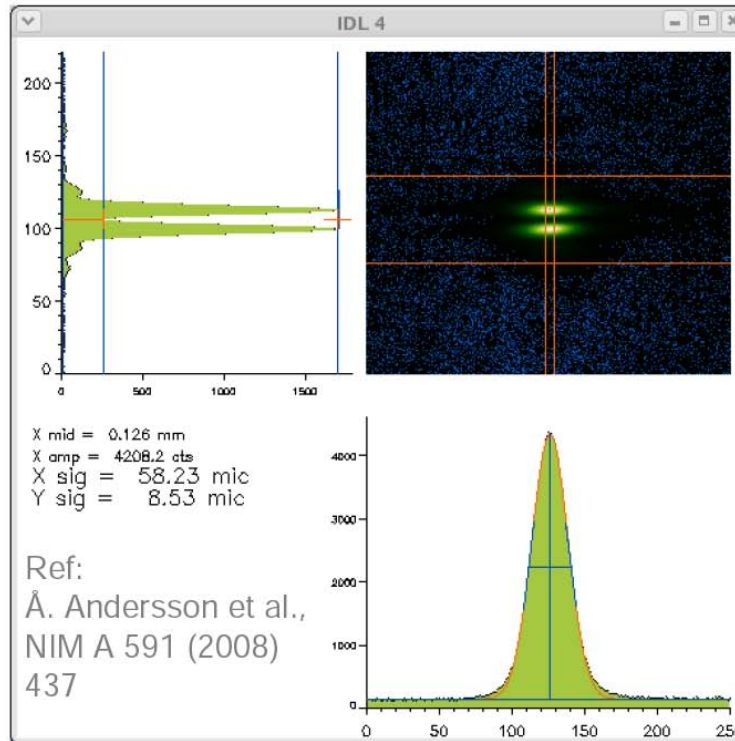 IDL 4
200
150
100
50
0
0 500 1000 1500
X mid = 0.126 mm
X amp = 4208.2 cts
X sig = 58.23 mic
Y sig = 8.53 mic
Ref:
Å. Andersson et al.,
NIM A 591 (2008)
437
4000
3000
2000
1000
0
0 50 100 150 200 250